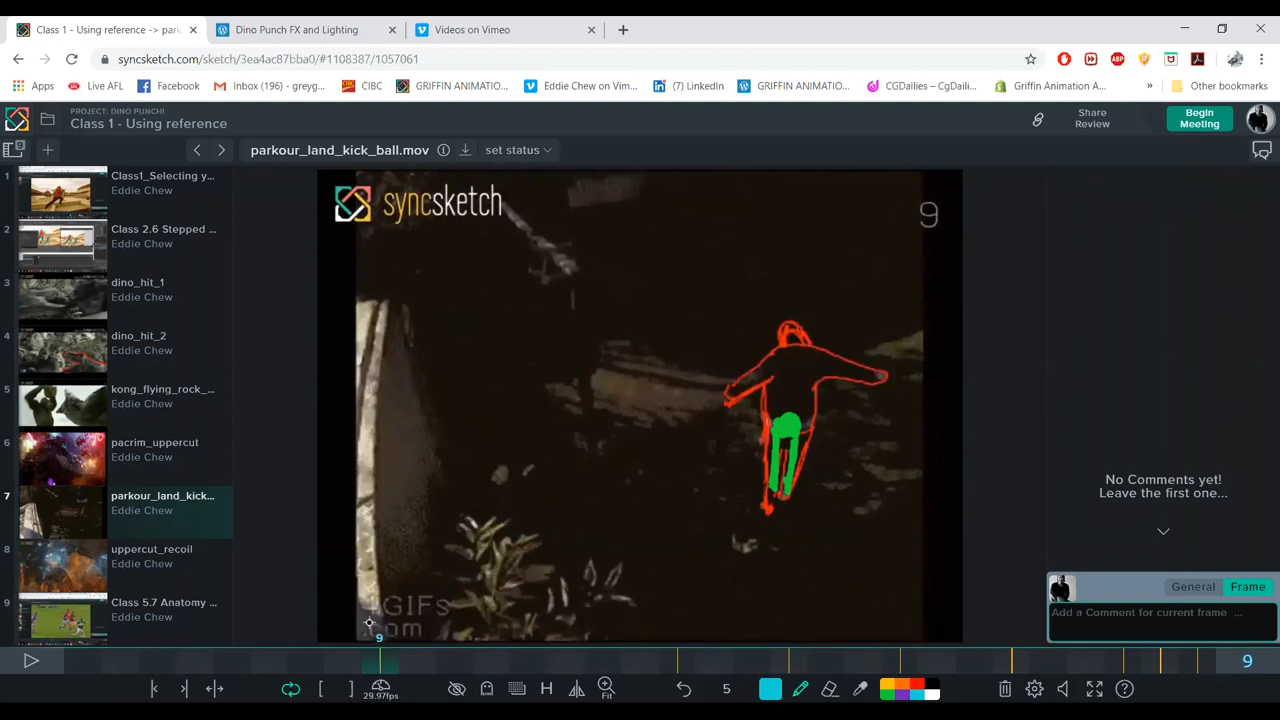 Class 1 - Using reference -> park
Dino Punch FX and Lighting
Videos on Vimeo
syncsketch.com/sketch/3ea4ac87bba0/#1108387/1057061
Apps
Live AFL
Facebook
Inbox (196) - greyg...
CIBC
GRIFFIN ANIMATIO...
Eddie Chew on Vim...
(7) LinkedIn
GRIFFIN ANIMATIO...
CGDailies – CgDaili...
Griffin Animation A...
»
Other bookmarks
PROJECT: DINO PUNCH!
Class 1 - Using reference
Share Review
Begin Meeting
9
parkour_land_kick_ball.mov
set status
1
Class1_Selecting y...
Eddie Chew
2
Class 2.6 Stepped ...
Eddie Chew
3
dino_hit_1
Eddie Chew
4
dino_hit_2
Eddie Chew
5
kong_flying_rock_...
Eddie Chew
6
pacrim_uppercut
Eddie Chew
7
parkour_land_kick...
Eddie Chew
8
uppercut_recoil
Eddie Chew
9
Class 5.7 Anatomy ...
Eddie Chew
syncsketch
9
GIFs
com
No Comments yet!
Leave the first one...
General
Frame
Add a Comment for current frame ...
9
9
29.97fps
Fit
5